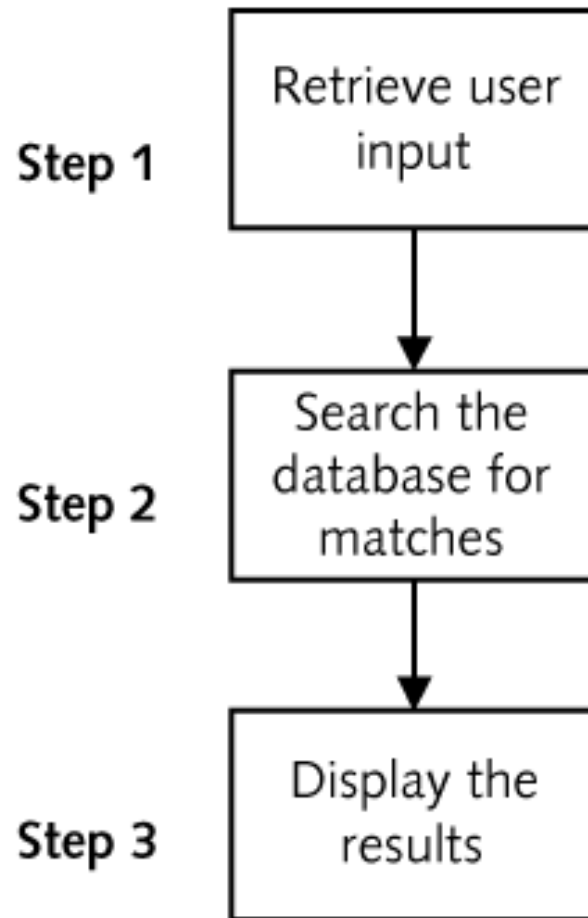 Step 1
Retrieve user
input
Step 2
Search the
database for
matches
Step 3
Display the
results